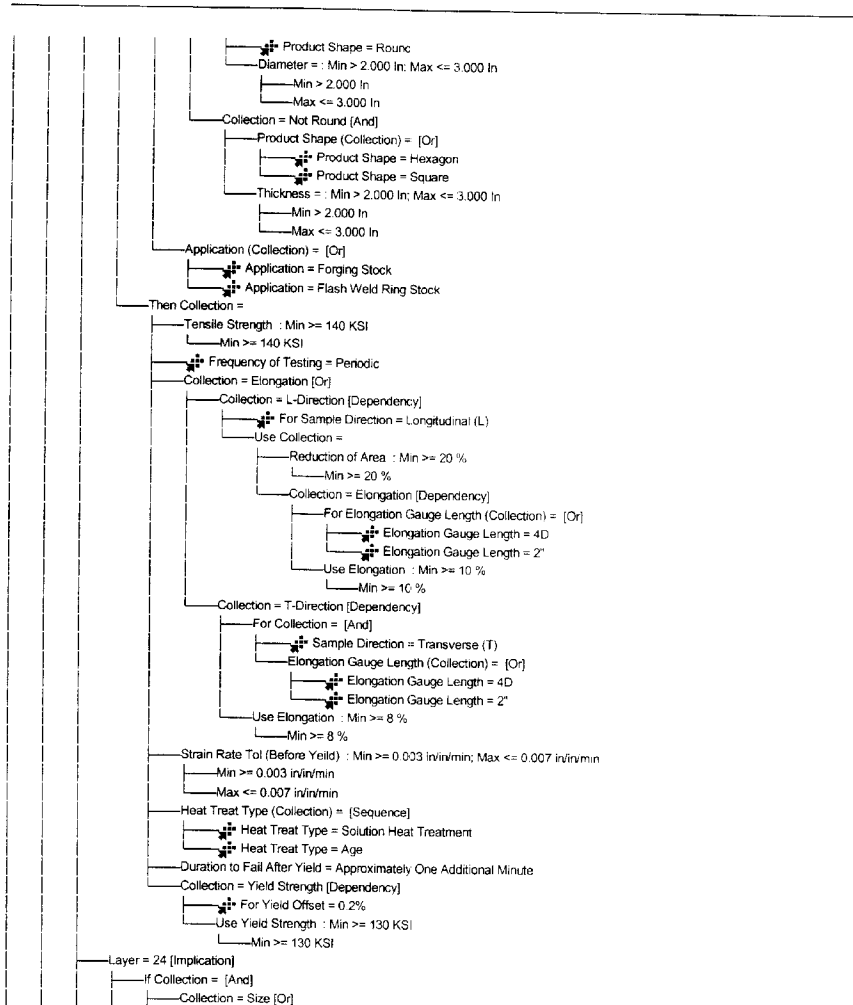 Product Shape = Round
Diameter = : Min > 2.000 In; Max <= 3.000 In
Min > 2.000 In
Max <= 3.000 In
Collection = Not Round [And]
Product Shape (Collection) = [Or]
Product Shape = Hexagon
Product Shape = Square
Thickness = : Min > 2.000 In; Max <= 3.000 In
Min > 2.000 In
Max <= 3.000 In
Application (Collection) = [Or]
Application = Forging Stock
Application = Flash Weld Ring Stock
Then Collection =
Tensile Strength : Min >= 140 KSI
Min >= 140 KSI
Frequency of Testing = Periodic
Collection = Elongation [Or]
Collection = L-Direction [Dependency]
For Sample Direction = Longitudinal (L)
Use Collection =
Reduction of Area : Min >= 20 %
Min >= 20 %
Collection = Elongation [Dependency]
For Elongation Gauge Length (Collection) = [Or]
Elongation Gauge Length = 4D
Elongation Gauge Length = 2"
Use Elongation : Min >= 10 %
Min >= 10 %
Collection = T-Direction [Dependency]
For Collection = [And]
Sample Direction = Transverse (T)
Elongation Gauge Length (Collection) = [Or]
Elongation Gauge Length = 4D
Elongation Gauge Length = 2"
Use Elongation : Min >= 8 %
Min >= 8 %
Strain Rate Tol (Before Yeild) : Min >= 0.003 in/in/min; Max <= 0.007 in/in/min
Min >= 0.003 in/in/min
Max <= 0.007 in/in/min
Heat Treat Type (Collection) = [Sequence]
Heat Treat Type = Solution Heat Treatment
Heat Treat Type = Age
Duration to Fail After Yield = Approximately One Additional Minute
Collection = Yield Strength [Dependency]
For Yield Offset = 0.2%
Use Yield Strength : Min >= 130 KSI
Min >= 130 KSI
Layer = 24 [Implication]
If Collection = [And]
Collection = Size [Or]